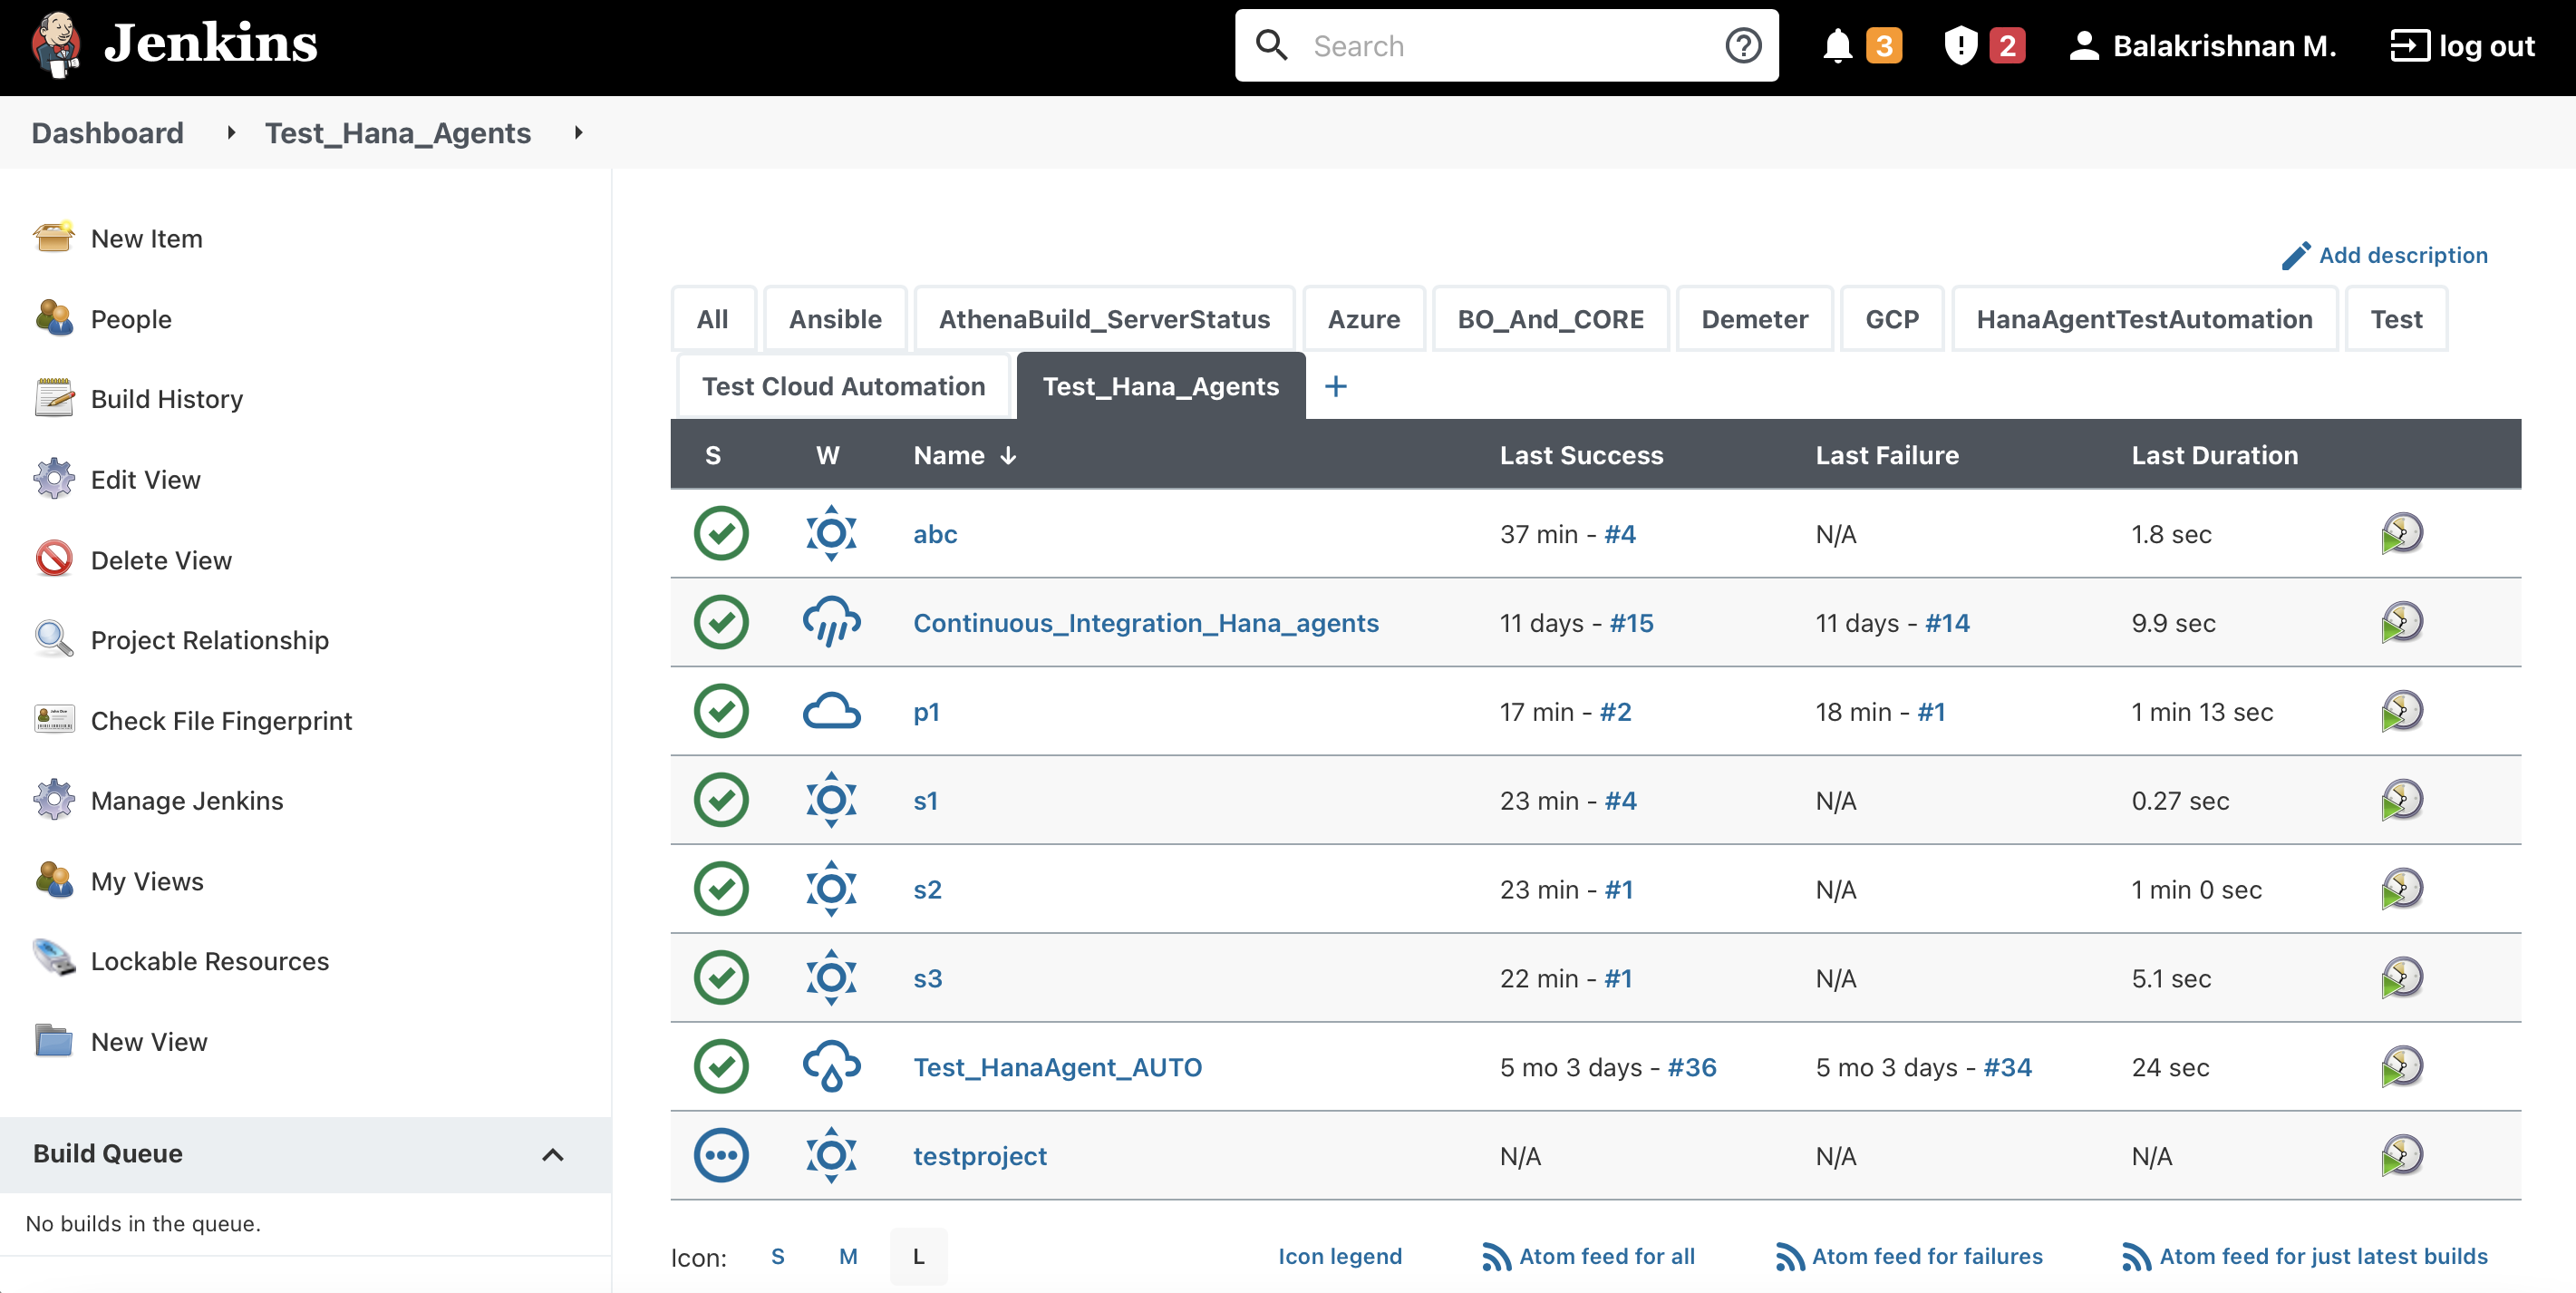 Jenkins
Search
3
2
Balakrishnan M.
log out
Dashboard
Test_Hana_Agents
New Item
People
Build History
Edit View
Delete View
Project Relationship
Check File Fingerprint
Manage Jenkins
My Views
Lockable Resources
New View
Build Queue
No builds in the queue.
Add description
All Ansible AthenaBuild_ServerStatus Azure BO_And_CORE Demeter GCP HanaAgentTestAutomation Test
Test Cloud Automation Test_Hana_Agents +
S W Name ↓ Last Success Last Failure Last Duration
abc 37 min - #4 N/A 1.8 sec
Continuous_Integration_Hana_agents 11 days - #15 11 days - #14 9.9 sec
p1 17 min - #2 18 min - #1 1 min 13 sec
s1 23 min - #4 N/A 0.27 sec
s2 23 min - #1 N/A 1 min 0 sec
s3 22 min - #1 N/A 5.1 sec
Test_HanaAgent_AUTO 5 mo 3 days - #36 5 mo 3 days - #34 24 sec
testproject N/A N/A N/A
Icon: S M L Icon legend Atom feed for all Atom feed for failures Atom feed for just latest builds